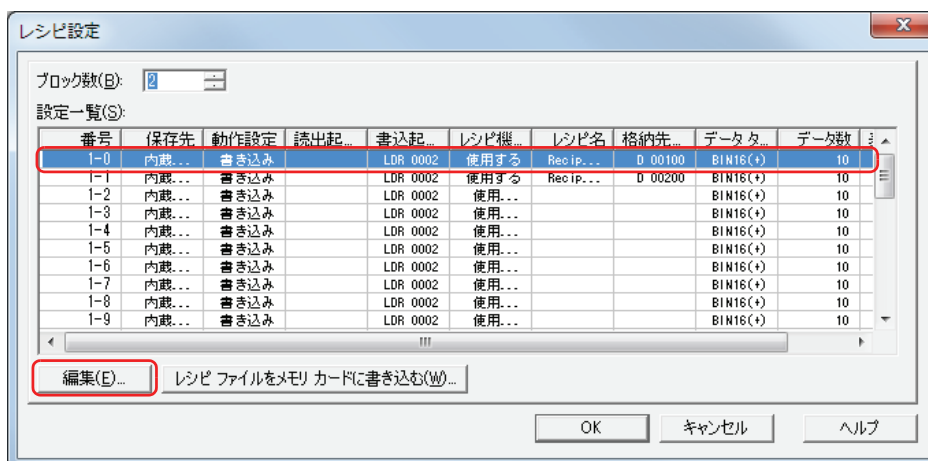 レシピ設定
ブロック数(B): 2
設定一覧(S):
番号 保存先 動作設定 読出起... 書込起... レシピ機... レシピ名 格納先... データ タ... データ数
1-0 内蔵... 書き込み LDR 0002 使用する Recip... D 00100 BIN16(+) 10
1-1 内蔵... 書き込み LDR 0002 使用する Recip... D 00200 BIN16(+) 10
1-2 内蔵... 書き込み LDR 0002 使用... BIN16(+) 10
1-3 内蔵... 書き込み LDR 0002 使用... BIN16(+) 10
1-4 内蔵... 書き込み LDR 0002 使用... BIN16(+) 10
1-5 内蔵... 書き込み LDR 0002 使用... BIN16(+) 10
1-6 内蔵... 書き込み LDR 0002 使用... BIN16(+) 10
1-7 内蔵... 書き込み LDR 0002 使用... BIN16(+) 10
1-8 内蔵... 書き込み LDR 0002 使用... BIN16(+) 10
1-9 内蔵... 書き込み LDR 0002 使用... BIN16(+) 10
編集(E)... レシピ ファイルをメモリ カードに書き込む(W)...
OK キャンセル ヘルプ